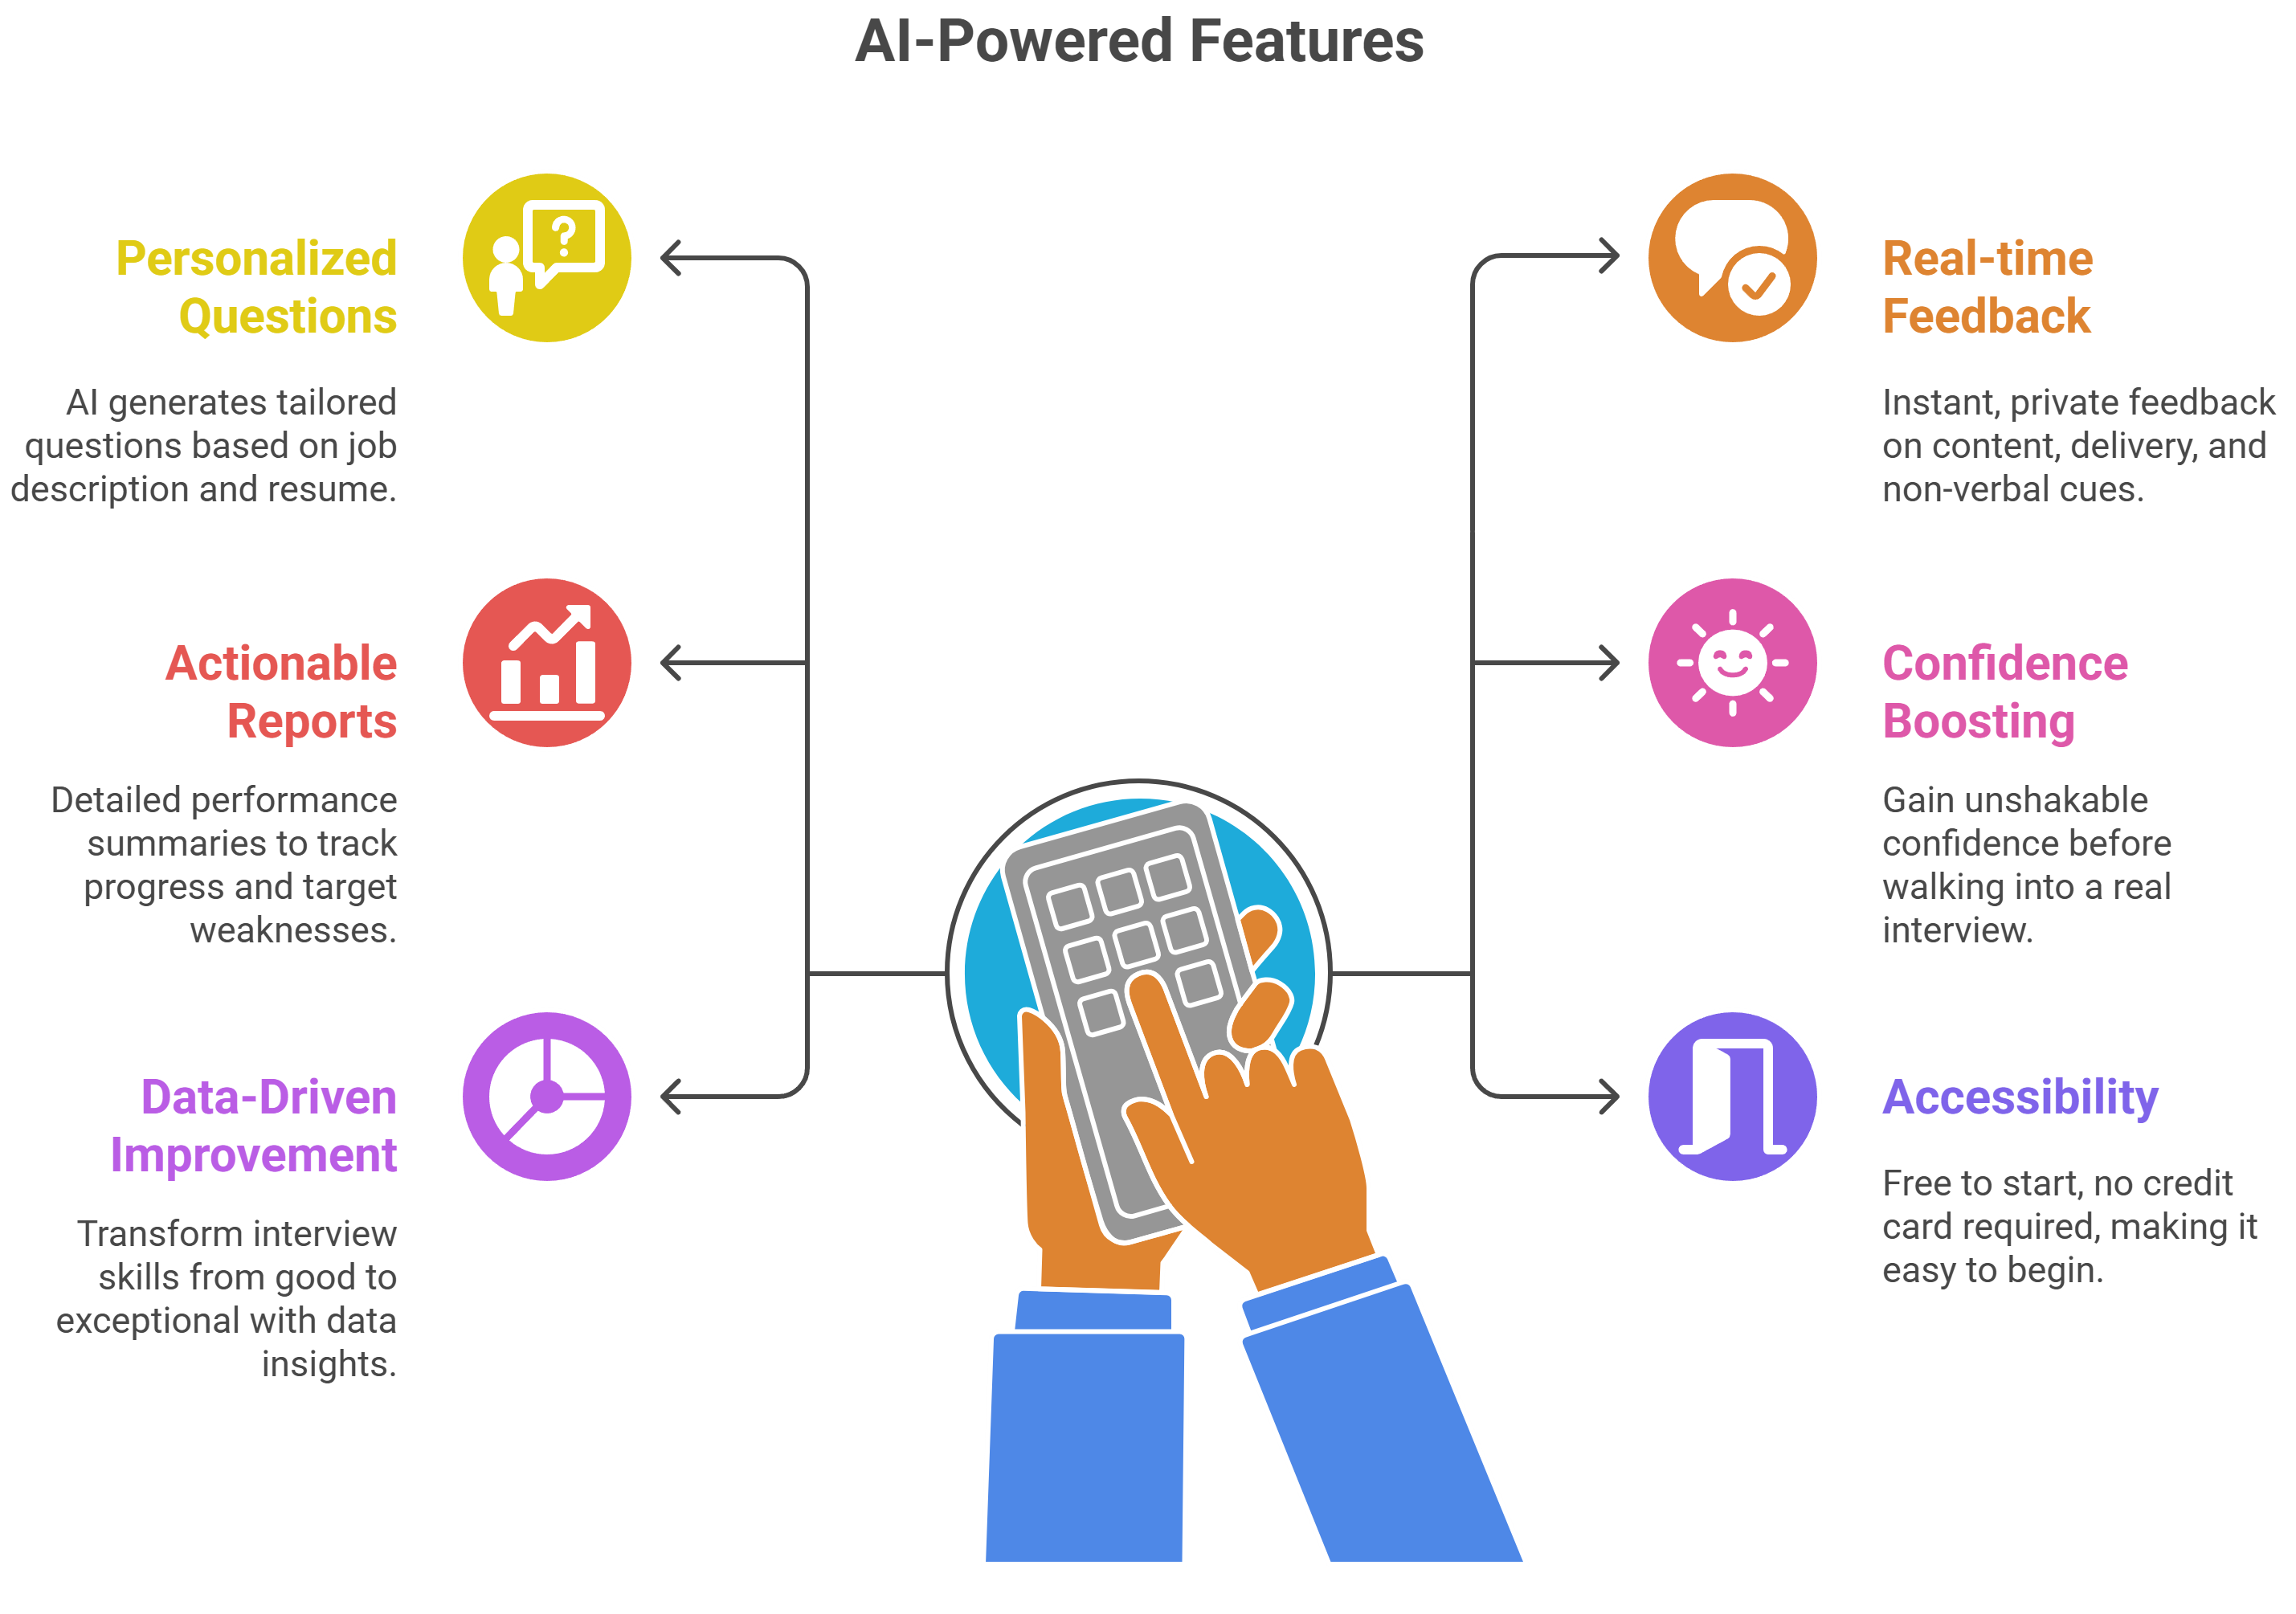 AI-Powered Features
Personalized
Questions
AI generates tailored
questions based on job
description and resume.
Actionable
Reports
Detailed performance
summaries to track
progress and target
weaknesses.
Data-Driven
Improvement
Transform interview
skills from good to
exceptional with data
insights.
Real-time
Feedback
Instant, private feedback
on content, delivery, and
non-verbal cues.
Confidence
Boosting
Gain unshakable
confidence before
walking into a real
interview.
Accessibility
Free to start, no credit
card required, making it
easy to begin.